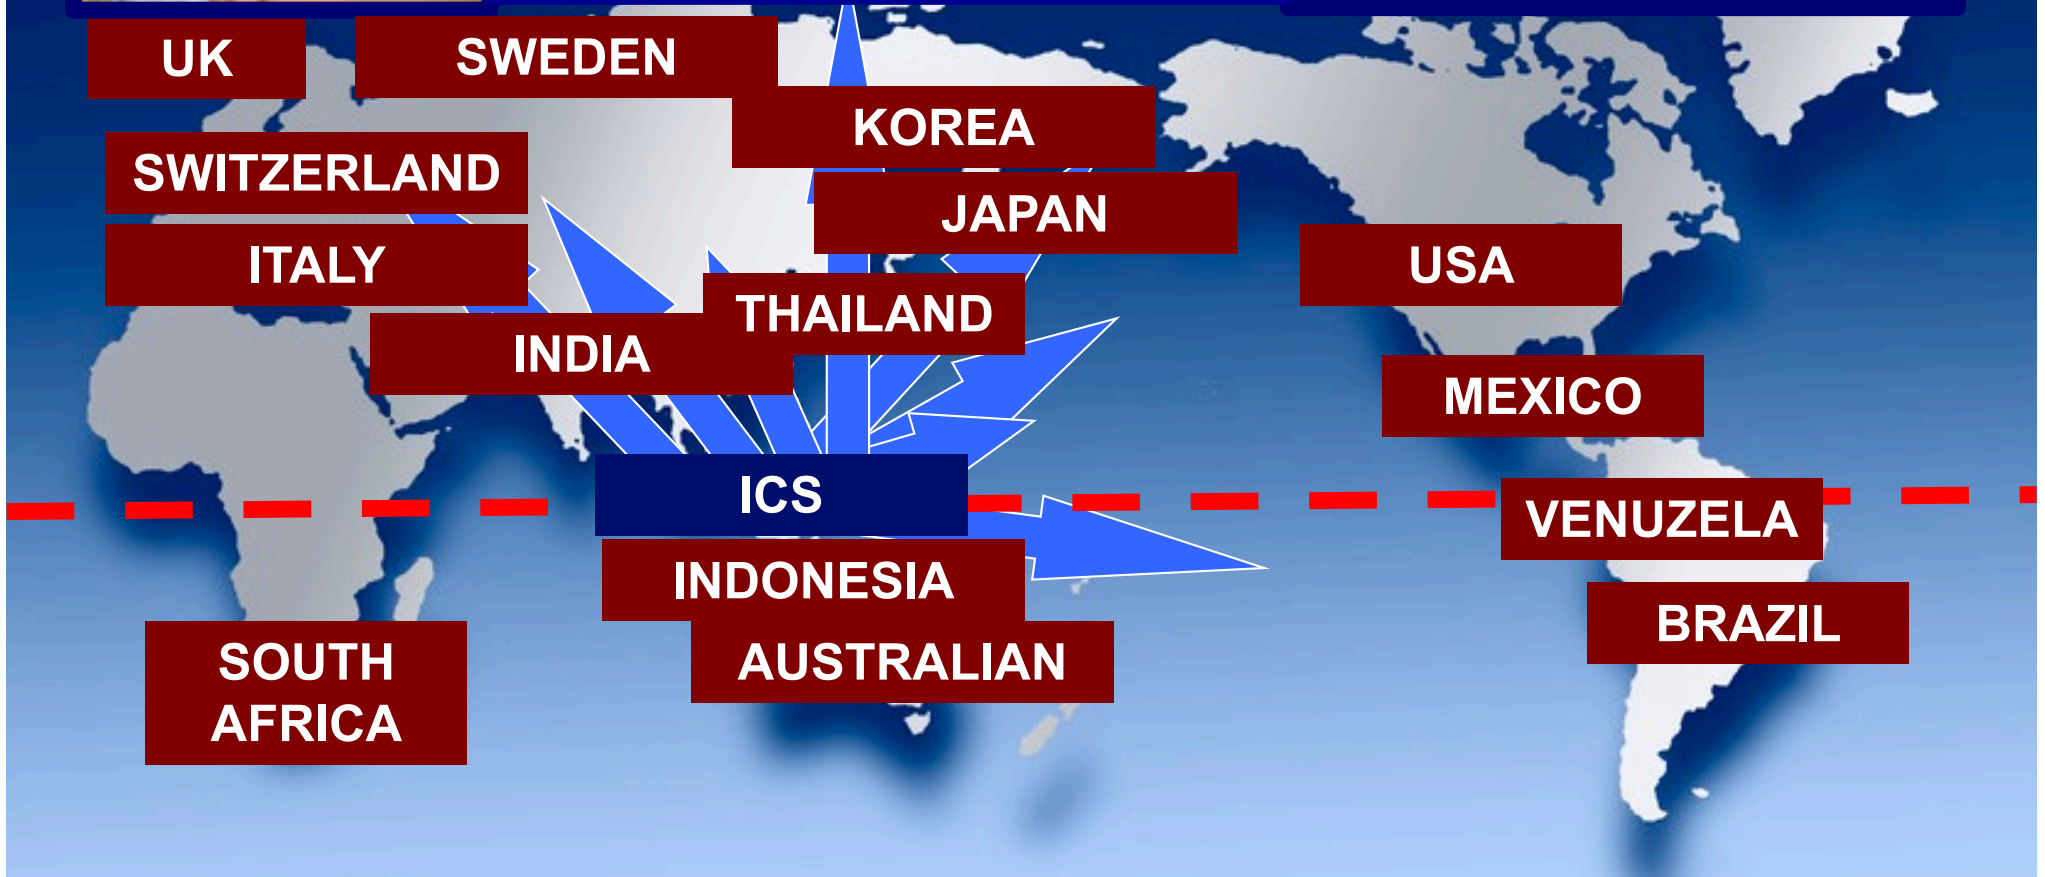 UK
SWEDEN
KOREA
SWITZERLAND
JAPAN
ITALY
USA
THAILAND
INDIA
MEXICO
ICS
VENUZELA
INDONESIA
BRAZIL
SOUTH
AFRICA
AUSTRALIAN